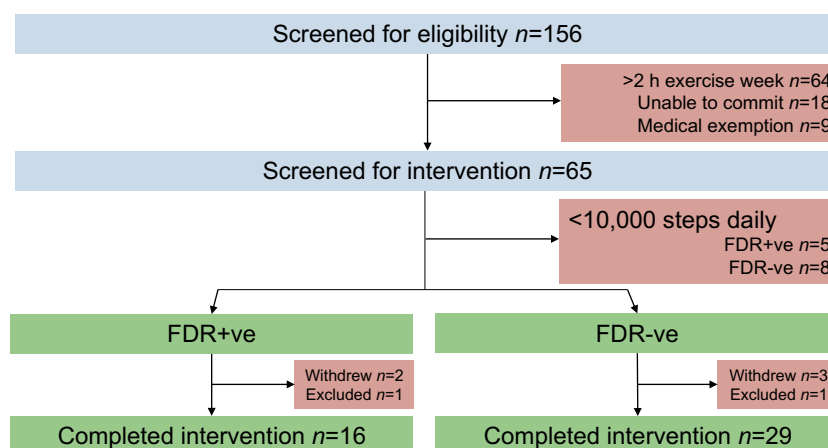 Screened for eligibility n=156
>2 h exercise week n=64
Unable to commit n=18
Medical exemption n=9
Screened for intervention n=65
<10,000 steps daily
FDR+ve n=5
FDR-ve n=8
FDR+ve
FDR-ve
Withdrew n=2
Excluded n=1
Withdrew n=3
Excluded n=1
Completed intervention n=16
Completed intervention n=29